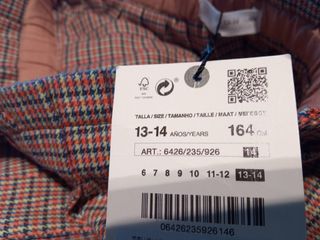 FSC
TALLA / SIZE / TAMANHO / TAILLE / MAAT /
13-14 AÑOS/YEARS 164 CM
ART.: 6426/235/926 14
6 7 8 9 10 11-12 13-14
06426235926146